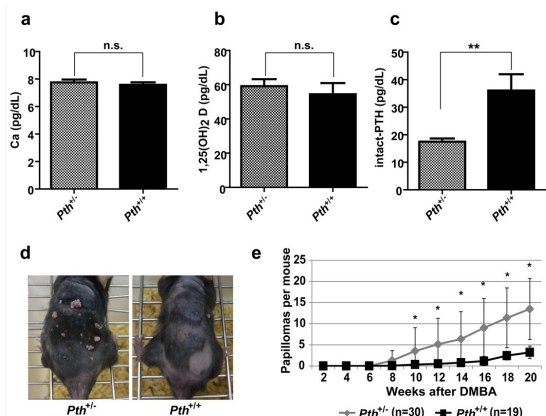 a
n.s.
Ca (pg/dL)
10
8
6
4
2
0
Pth+/-
Pth+/+
b
n.s.
1,25(OH)2 D (pg/dL)
80
60
40
20
0
Pth+/-
Pth+/+
c
**
intact-PTH (pg/dL)
50
40
30
20
10
0
Pth+/-
Pth+/+
d
Pth+/-
Pth+/+
e
Papillomas per mouse
25
20
15
10
5
0
* * * * * *
2 4 6 8 10 12 14 16 18 20
Weeks after DMBA
Pth+/- (n=30) Pth+/+ (n=19)